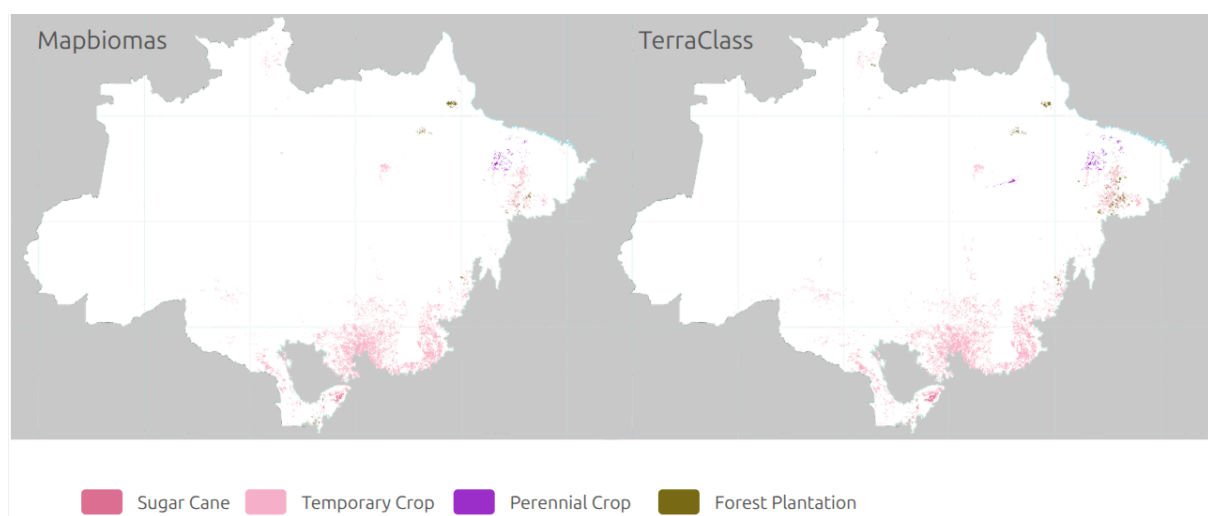 Mapbiomas
TerraClass
Sugar Cane
Temporary Crop
Perennial Crop
Forest Plantation